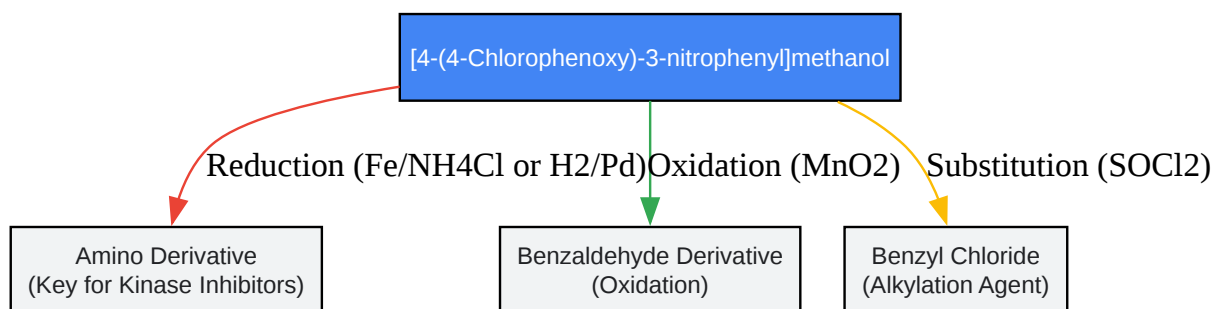 [4-(4-Chlorophenoxy)-3-nitrophenyl]methanol
Reduction (Fe/NH4Cl or H2/Pd)
Oxidation (MnO2)
Substitution (SOCl2)
Amino Derivative
(Key for Kinase Inhibitors)
Benzaldehyde Derivative
(Oxidation)
Benzyl Chloride
(Alkylation Agent)